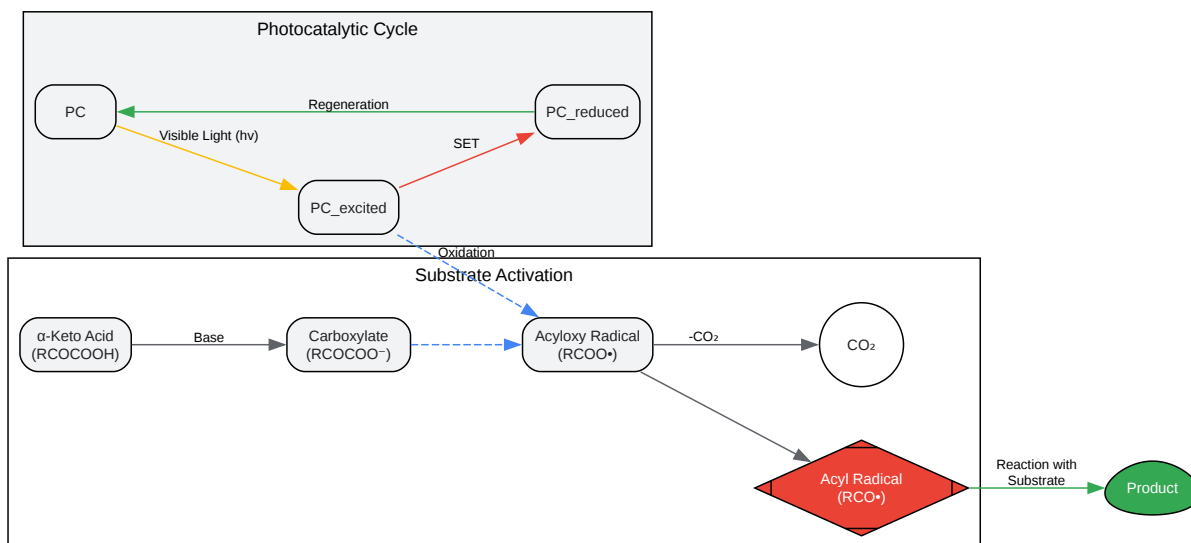 Photocatalytic Cycle
PC
Regeneration
PC_reduced
Visible Light (hv)
SET
PC_excited
Oxidation
Substrate Activation
α-Keto Acid
(RCOCOOH)
Base
Carboxylate
(RCOCOO⁻)
Acyloxy Radical
(RCOO•)
-CO₂
CO₂
Acyl Radical
(RCO•)
Reaction with
Substrate
Product